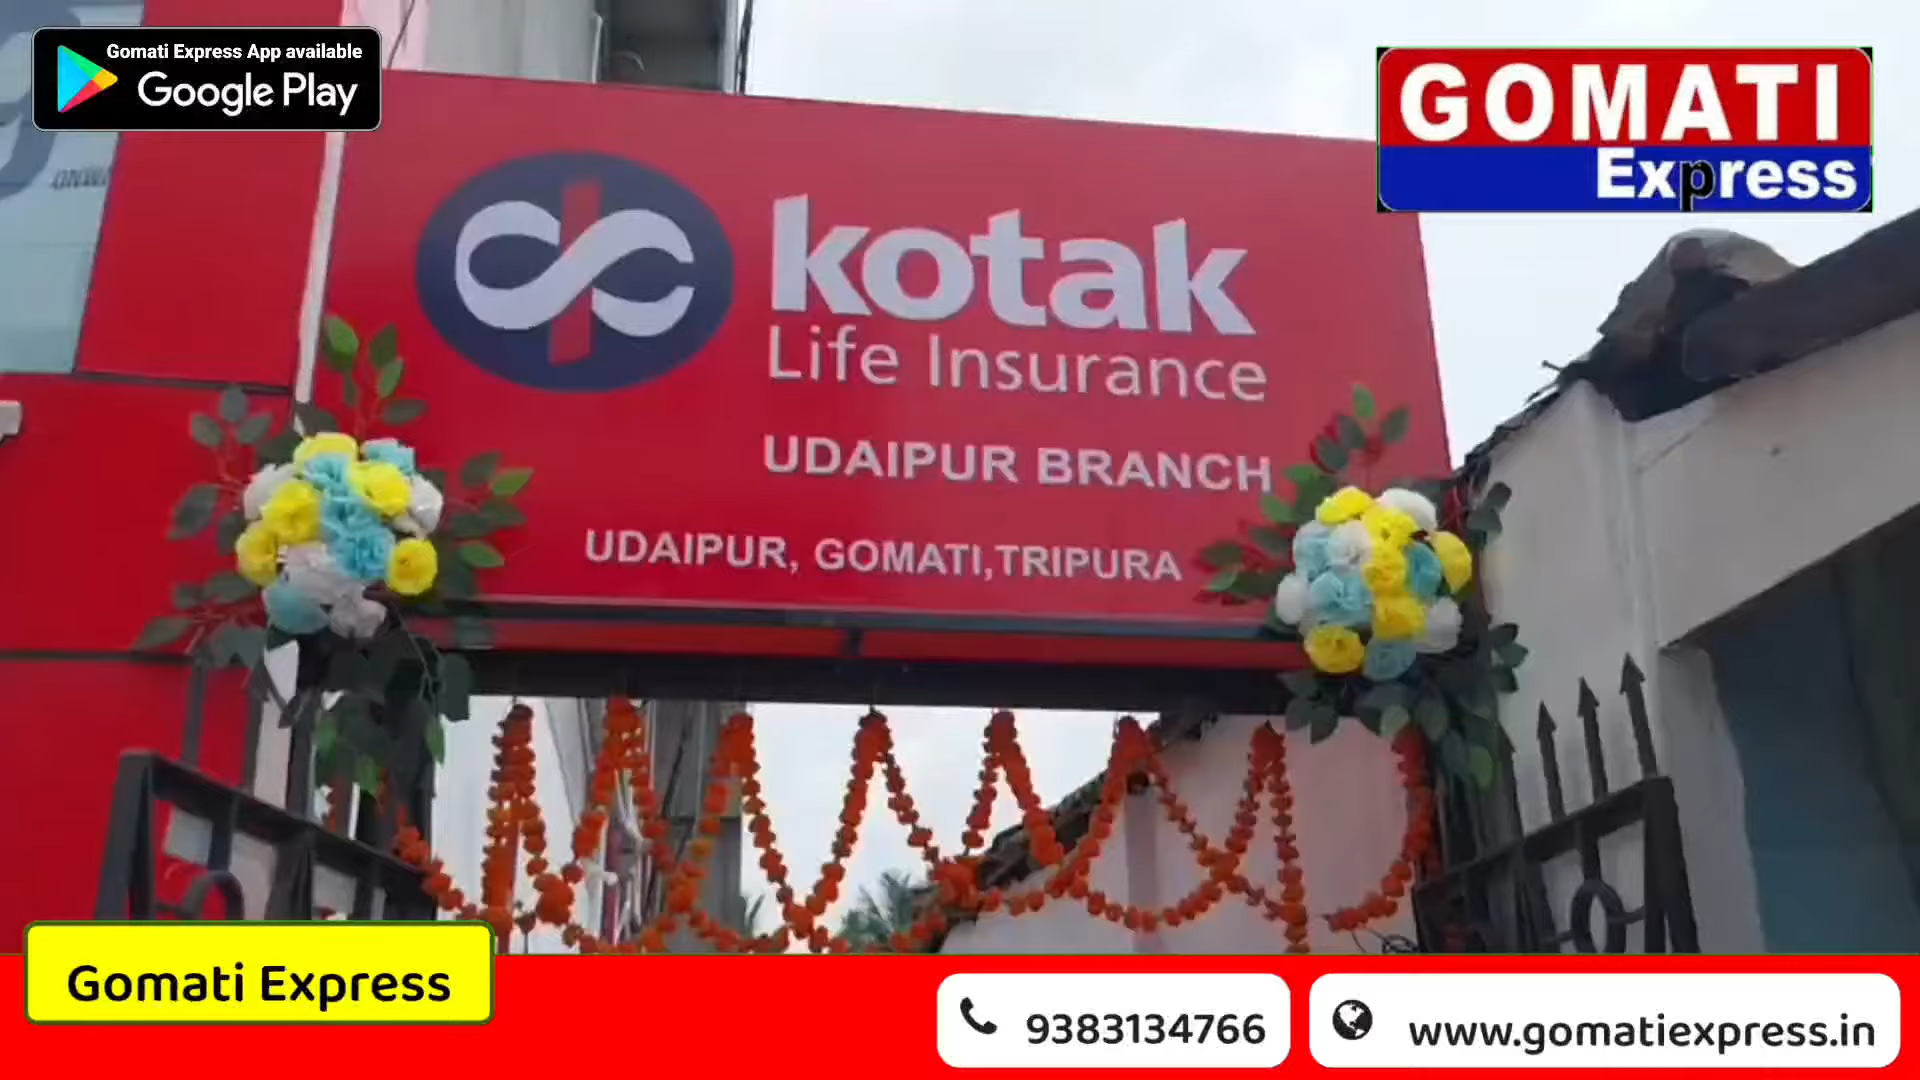 Gomati Express App available
Google Play
GOMATI
Express
kotak
Life Insurance
UDAIPUR BRANCH
UDAIPUR, GOMATI, TRIPURA
Gomati Express
9383134766
www.gomatiexpress.in